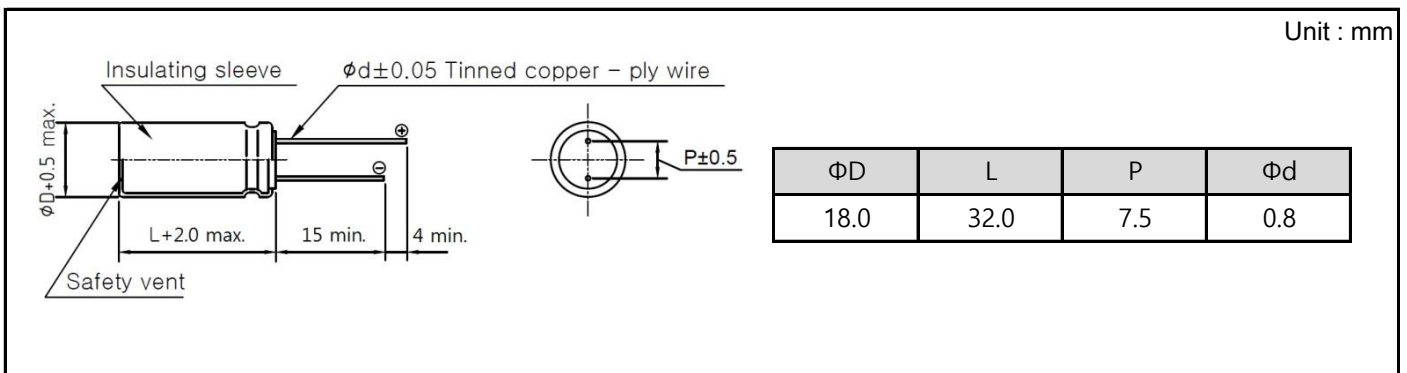 Unit : mm
Insulating sleeve
ϕd±0.05 Tinned copper – ply wire
ϕD+0.5 max.
⊕
⊖
P±0.5
L+2.0 max.
15 min.
4 min.
Safety vent
ΦD L P Φd
18.0 32.0 7.5 0.8